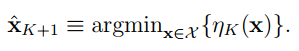 x̂_{K+1} ≡ argmin_{x∈𝒳}{η_K(x)}.